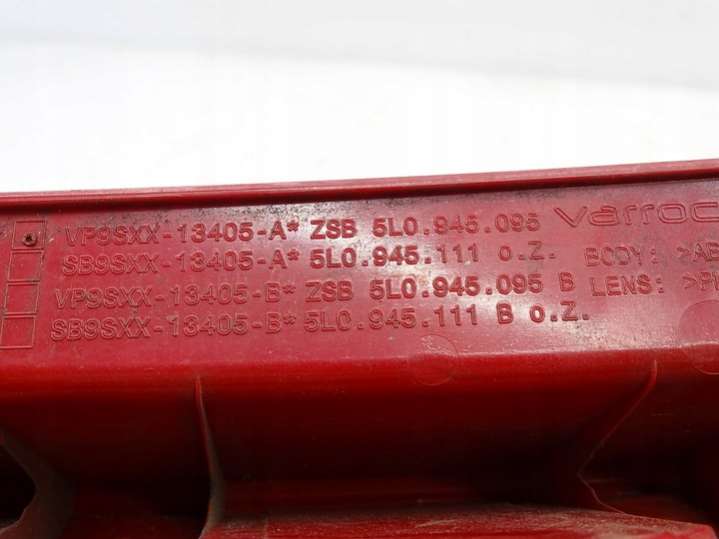 VP9SXX-13405-A* ZSB 5L0.945.095 varroc
SB9SXX-13405-A* 5L0.945.111 o.Z. BODY: >AB
VP9SXX-13405-B* ZSB 5L0.945.095 B LENS: >P
SB9SXX-13405-B* 5L0.945.111 B o.Z.